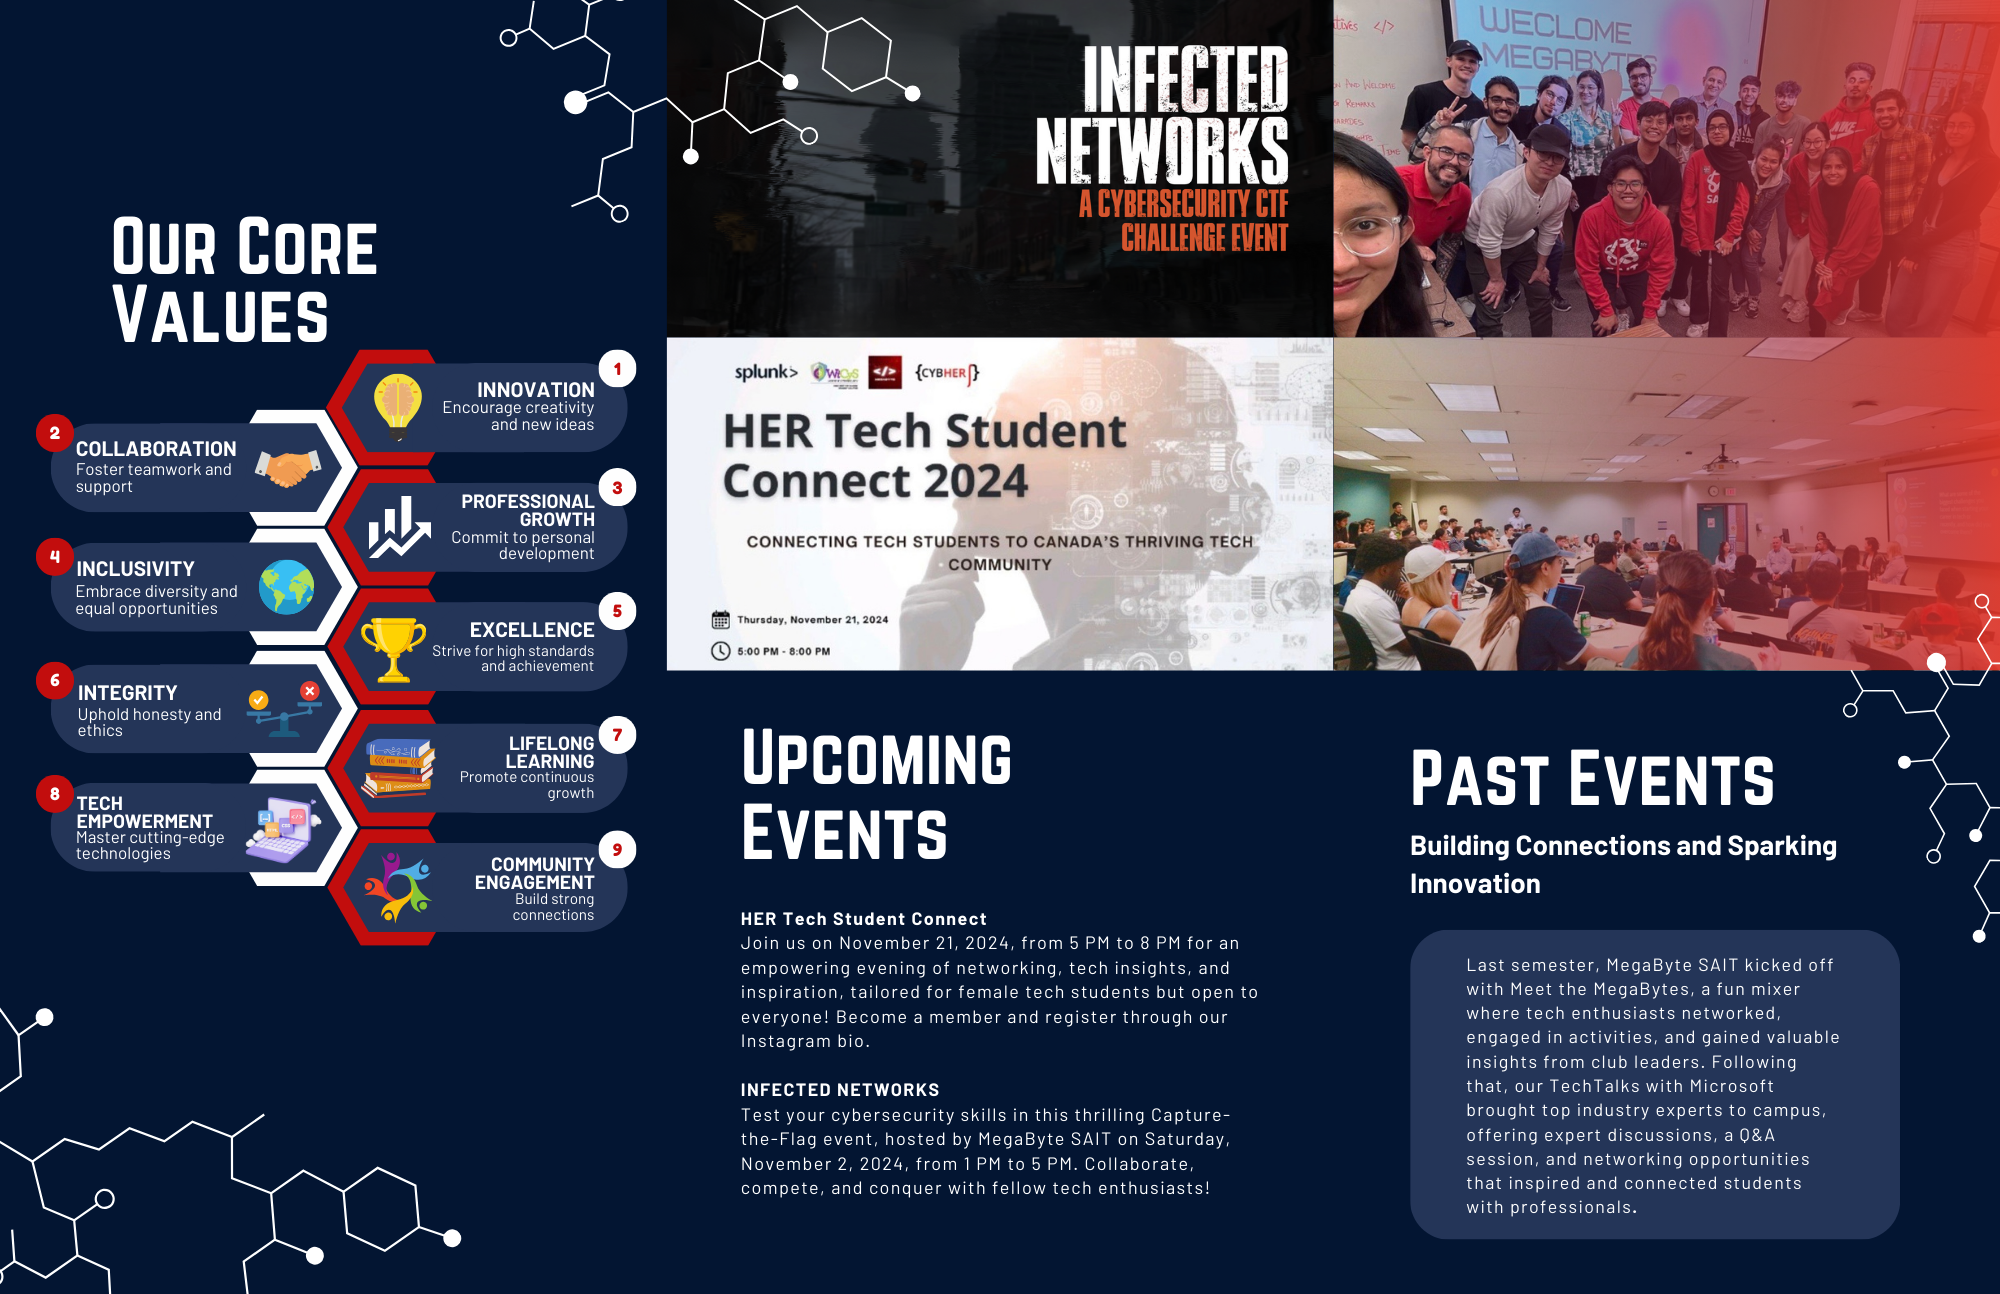 OUR CORE
VALUES
1
INNOVATION
Encourage creativity
and new ideas
2
COLLABORATION
Foster teamwork and
support
3
PROFESSIONAL
GROWTH
Commit to personal
development
4
INCLUSIVITY
Embrace diversity and
equal opportunities
5
EXCELLENCE
Strive for high standards
and achievement
6
INTEGRITY
Uphold honesty and
ethics
7
LIFELONG
LEARNING
Promote continuous
growth
8
TECH
EMPOWERMENT
Master cutting-edge
technologies
9
COMMUNITY
ENGAGEMENT
Build strong
connections
INFECTED
NETWORKS
A CYBERSECURITY CTF
CHALLENGE EVENT
splunk> WiCyS </> {CYBHER}
HER Tech Student
Connect 2024
CONNECTING TECH STUDENTS TO CANADA'S THRIVING TECH
COMMUNITY
Thursday, November 21, 2024
5:00 PM - 8:00 PM
UPCOMING
EVENTS
HER Tech Student Connect
Join us on November 21, 2024, from 5 PM to 8 PM for an
empowering evening of networking, tech insights, and
inspiration, tailored for female tech students but open to
everyone! Become a member and register through our
Instagram bio.
INFECTED NETWORKS
Test your cybersecurity skills in this thrilling Capture-
the-Flag event, hosted by MegaByte SAIT on Saturday,
November 2, 2024, from 1 PM to 5 PM. Collaborate,
compete, and conquer with fellow tech enthusiasts!
</>
WECLOME
MEGABYTES
NIKE
PAST EVENTS
Building Connections and Sparking
Innovation
Last semester, MegaByte SAIT kicked off
with Meet the MegaBytes, a fun mixer
where tech enthusiasts networked,
engaged in activities, and gained valuable
insights from club leaders. Following
that, our TechTalks with Microsoft
brought top industry experts to campus,
offering expert discussions, a Q&A
session, and networking opportunities
that inspired and connected students
with professionals.